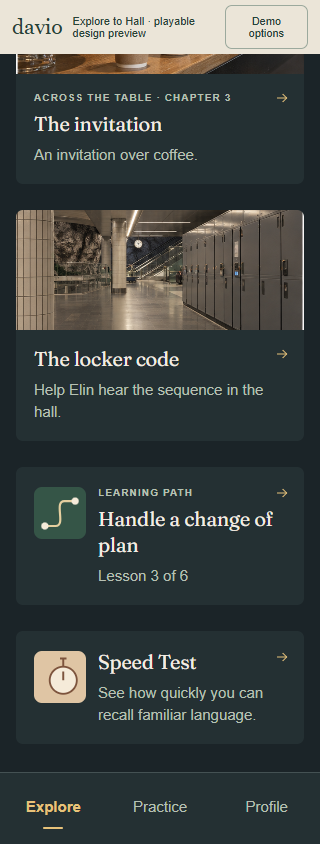 davio
Explore to Hall · playable
design preview
Demo
options
ACROSS THE TABLE · CHAPTER 3
→
The invitation
An invitation over coffee.
The locker code
→
Help Elin hear the sequence in the
hall.
LEARNING PATH
→
Handle a change of
plan
Lesson 3 of 6
Speed Test
→
See how quickly you can
recall familiar language.
Explore
Practice
Profile